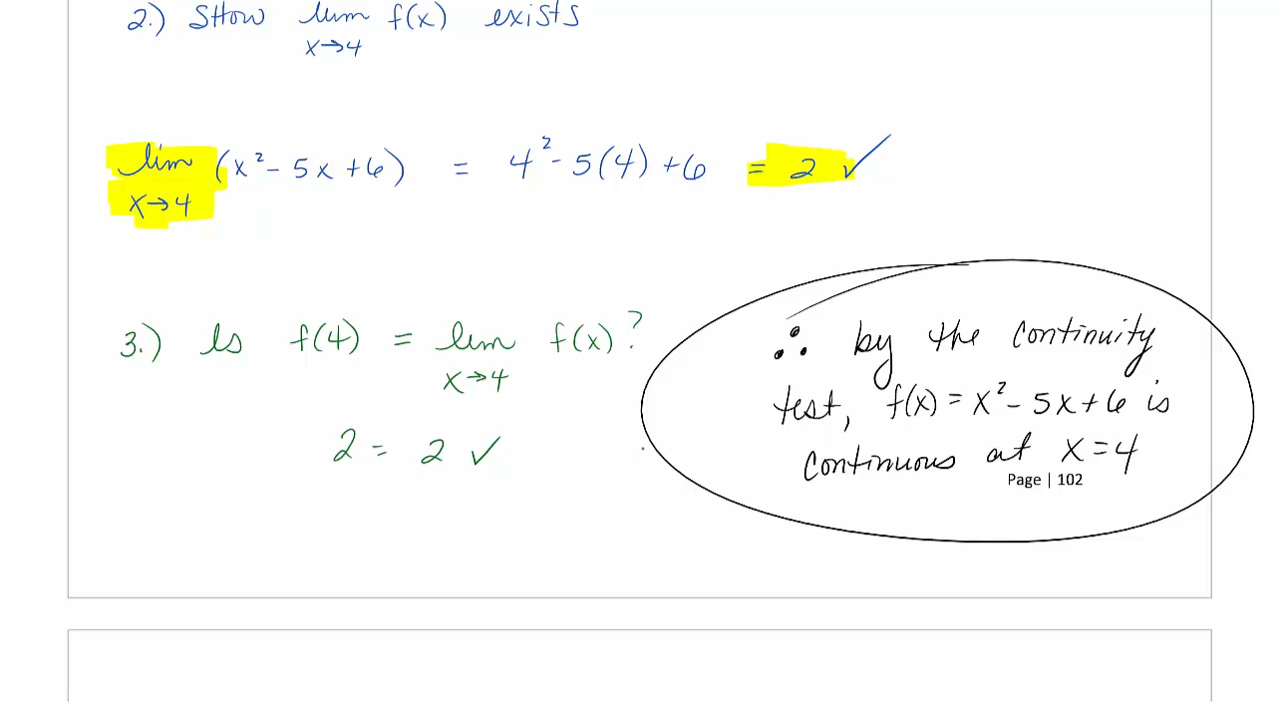 2.) SHOW lim f(x) exists
x→4
lim (x² - 5x + 6) = 4² - 5(4) + 6 = 2 ✓
x→4
3.) Is f(4) = lim f(x)?
x→4
2 = 2 ✓
∴ by the continuity
test, f(x) = x² - 5x + 6 is
continuous at x = 4
Page | 102